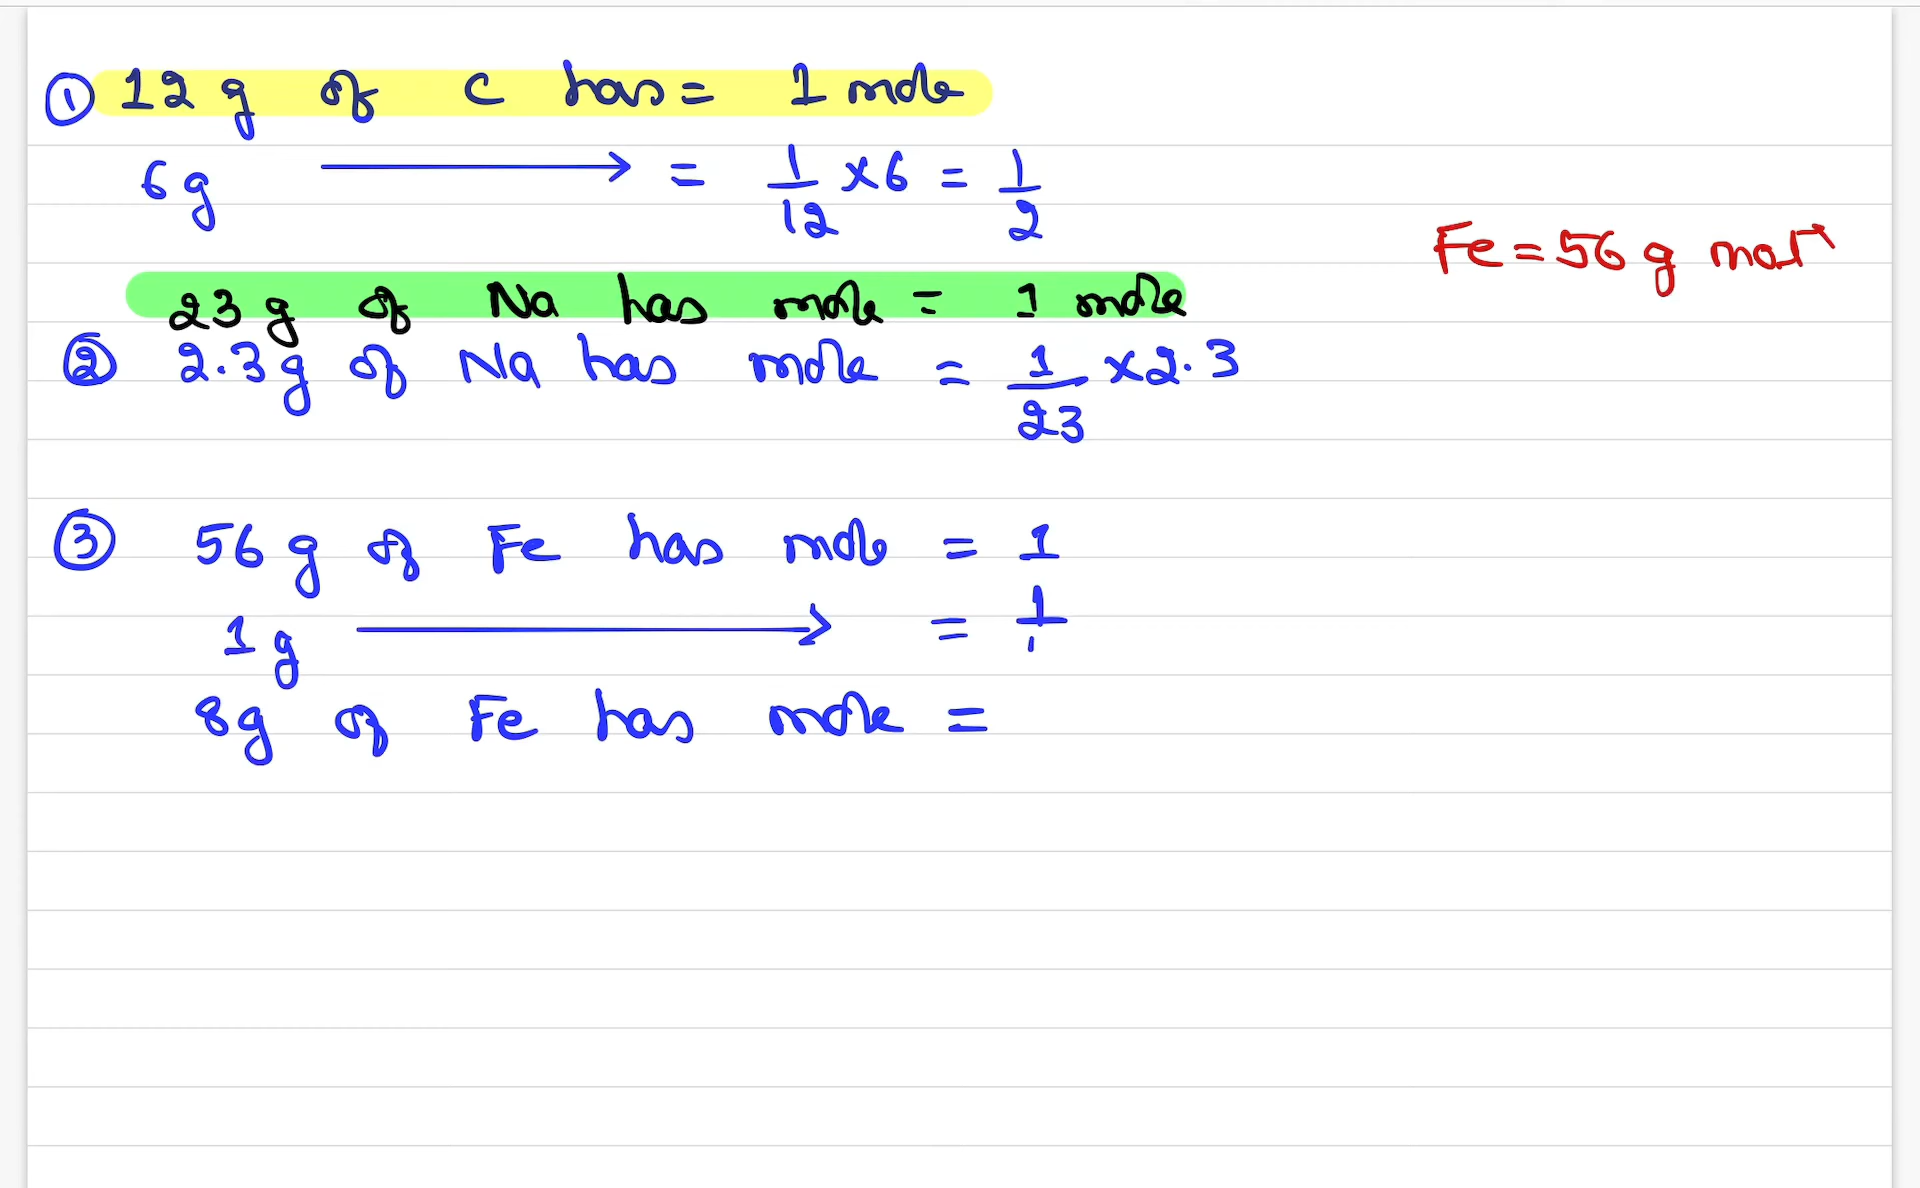 ① 12 g of C has = 1 mole
6 g → = 1/12 × 6 = 1/2
Fe = 56 g mol⁻¹
23 g of Na has mole = 1 mole
② 2.3 g of Na has mole = 1/23 × 2.3
③ 56 g of Fe has mole = 1
1 g → = 1/
8 g of Fe has mole =